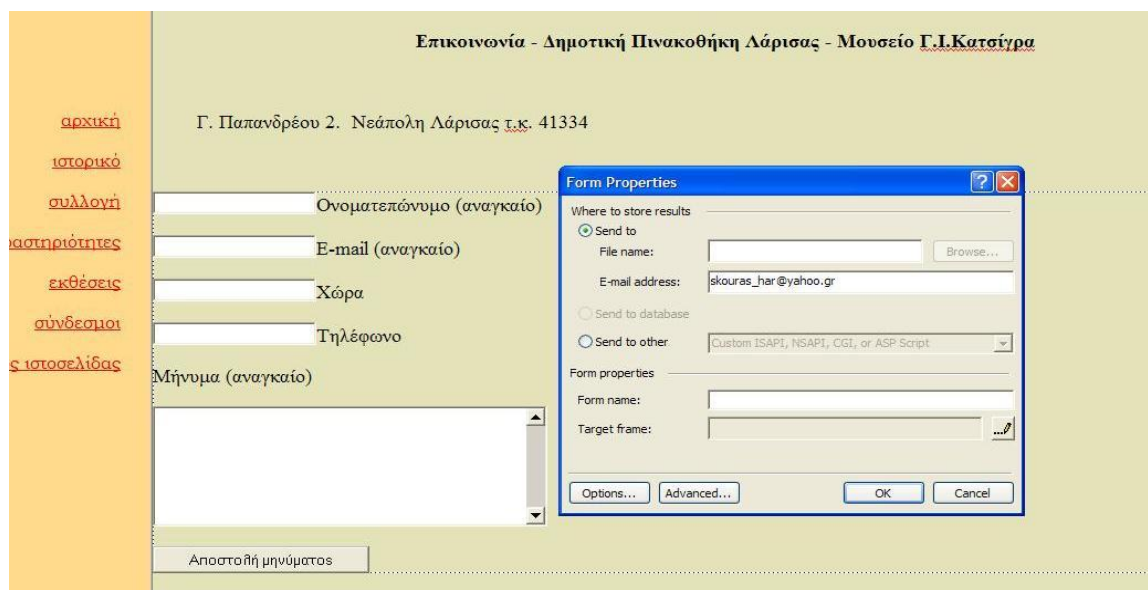 Επικοινωνία - Δημοτική Πινακοθήκη Λάρισας - Μουσείο Γ.Ι.Κατσίγρα
αρχική
ιστορικό
συλλογή
ραστηριότητες
εκθέσεις
σύνδεσμοι
ς ιστοσελίδας
Γ. Παπανδρέου 2. Νεάπολη Λάρισας τ.κ. 41334
Ονοματεπώνυμο (αναγκαίο)
E-mail (αναγκαίο)
Χώρα
Τηλέφωνο
Μήνυμα (αναγκαίο)
Αποστολή μηνύματος
Form Properties
Where to store results
Send to
File name:
Browse...
E-mail address: skouras_har@yahoo.gr
Send to database
Send to other Custom ISAPI, NSAPI, CGI, or ASP Script
Form properties
Form name:
Target frame:
Options... Advanced... OK Cancel